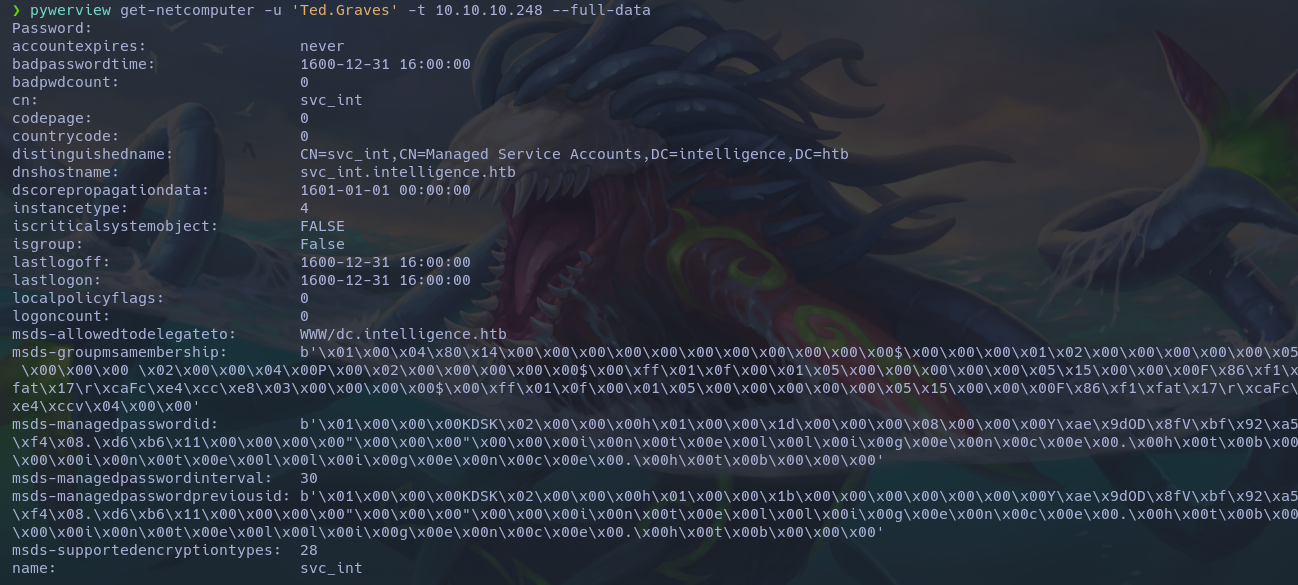 ❯ pywerview get-netcomputer -u 'Ted.Graves' -t 10.10.10.248 --full-data
Password:
accountexpires: never
badpasswordtime: 1600-12-31 16:00:00
badpwdcount: 0
cn: svc_int
codepage: 0
countrycode: 0
distinguishedname: CN=svc_int,CN=Managed Service Accounts,DC=intelligence,DC=htb
dnshostname: svc_int.intelligence.htb
dscorepropagationdata: 1601-01-01 00:00:00
instancetype: 4
iscriticalsystemobject: FALSE
isgroup: False
lastlogoff: 1600-12-31 16:00:00
lastlogon: 1600-12-31 16:00:00
localpolicyflags: 0
logoncount: 0
msds-allowedtodelegateto: WWW/dc.intelligence.htb
msds-groupmsamembership: b'\x01\x00\x04\x80\x14\x00\x00\x00\x00\x00\x00\x00\x00\x00\x00\x00$\x00\x00\x00\x01\x02\x00\x00\x00\x00\x00\x05
\x00\x00\x00 \x02\x00\x00\x04\x00P\x00\x02\x00\x00\x00\x00\x00$\x00\xff\x01\x0f\x00\x01\x05\x00\x00\x00\x00\x00\x05\x15\x00\x00\x00F\x86\xf1\x
fat\x17\r\xcaFc\xe4\xcc\xe8\x03\x00\x00\x00\x00$\x00\xff\x01\x0f\x00\x01\x05\x00\x00\x00\x00\x00\x05\x15\x00\x00\x00F\x86\xf1\xfat\x17\r\xcaFc\
xe4\xccv\x04\x00\x00'
msds-managedpasswordid: b'\x01\x00\x00\x00KDSK\x02\x00\x00\x00h\x01\x00\x00\x1d\x00\x00\x00\x08\x00\x00\x00Y\xae\x9dOD\x8fV\xbf\x92\xa5
\xf4\x08.\xd6\xb6\x11\x00\x00\x00\x00"\x00\x00\x00"\x00\x00\x00i\x00n\x00t\x00e\x00l\x00l\x00i\x00g\x00e\x00n\x00c\x00e\x00.\x00h\x00t\x00b\x00
\x00\x00i\x00n\x00t\x00e\x00l\x00l\x00i\x00g\x00e\x00n\x00c\x00e\x00.\x00h\x00t\x00b\x00\x00\x00'
msds-managedpasswordinterval: 30
msds-managedpasswordpreviousid: b'\x01\x00\x00\x00KDSK\x02\x00\x00\x00h\x01\x00\x00\x1b\x00\x00\x00\x00\x00\x00\x00Y\xae\x9dOD\x8fV\xbf\x92\xa5
\xf4\x08.\xd6\xb6\x11\x00\x00\x00\x00"\x00\x00\x00"\x00\x00\x00i\x00n\x00t\x00e\x00l\x00l\x00i\x00g\x00e\x00n\x00c\x00e\x00.\x00h\x00t\x00b\x00
\x00\x00i\x00n\x00t\x00e\x00l\x00l\x00i\x00g\x00e\x00n\x00c\x00e\x00.\x00h\x00t\x00b\x00\x00\x00'
msds-supportedencryptiontypes: 28
name: svc_int